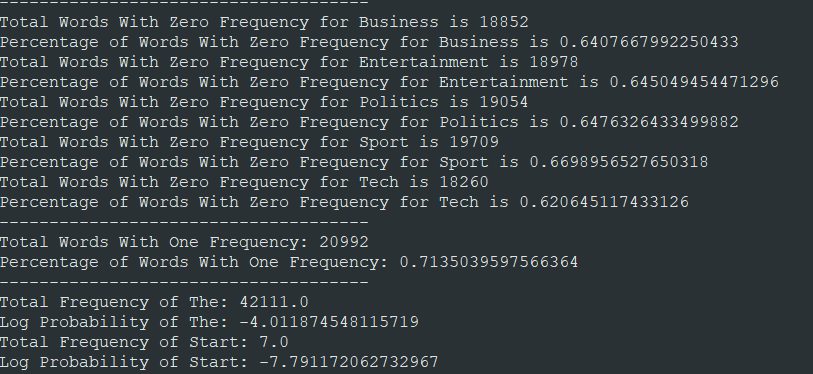 -------------------------------------
Total Words With Zero Frequency for Business is 18852
Percentage of Words With Zero Frequency for Business is 0.6407667992250433
Total Words With Zero Frequency for Entertainment is 18978
Percentage of Words With Zero Frequency for Entertainment is 0.645049454471296
Total Words With Zero Frequency for Politics is 19054
Percentage of Words With Zero Frequency for Politics is 0.6476326433499882
Total Words With Zero Frequency for Sport is 19709
Percentage of Words With Zero Frequency for Sport is 0.6698956527650318
Total Words With Zero Frequency for Tech is 18260
Percentage of Words With Zero Frequency for Tech is 0.620645117433126
-------------------------------------
Total Words With One Frequency: 20992
Percentage of Words With One Frequency: 0.7135039597566364
-------------------------------------
Total Frequency of The: 42111.0
Log Probability of The: -4.011874548115719
Total Frequency of Start: 7.0
Log Probability of Start: -7.791172062732967